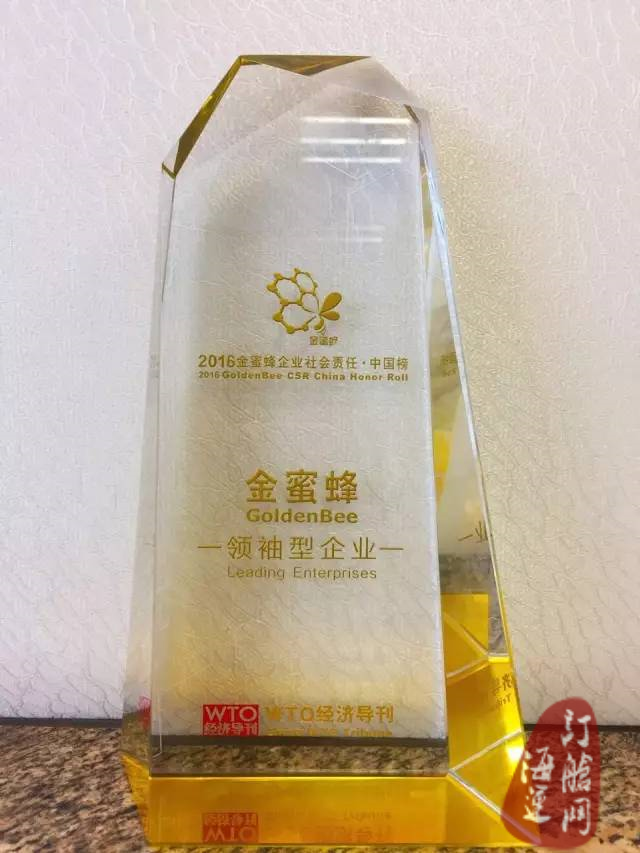 金蜜蜂
2016金蜜蜂企业社会责任·中国榜
2016 GoldenBee CSR China Honor Roll
金蜜蜂
GoldenBee
—领袖型企业—
Leading Enterprises
WTO
经济导刊
WTO经济导刊
订舱网
海运